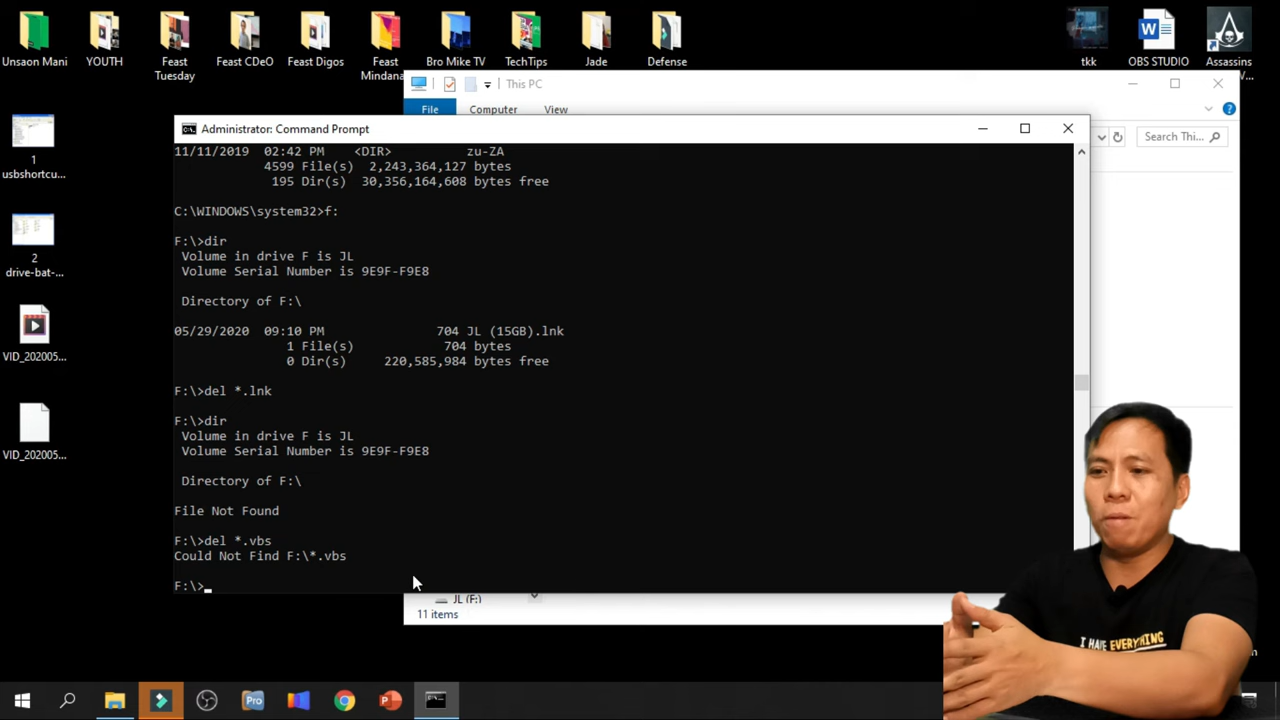 Unsaon Mani
YOUTH
Feast
Tuesday
Feast CDeO
Feast Digos
Feast
Mindana
Bro Mike TV
TechTips
Jade
Defense
tkk
OBS STUDIO
Assassins
V...
1
usbshortcu...
2
drive-bat-...
VID_202005...
VID_202005...
This PC
File
Computer
View
Search Thi...
Administrator: Command Prompt
11/11/2019 02:42 PM <DIR> zu-ZA
4599 File(s) 2,243,364,127 bytes
195 Dir(s) 30,356,164,608 bytes free
C:\WINDOWS\system32>f:
F:\>dir
Volume in drive F is JL
Volume Serial Number is 9E9F-F9E8
Directory of F:\
05/29/2020 09:10 PM 704 JL (15GB).lnk
1 File(s) 704 bytes
0 Dir(s) 220,585,984 bytes free
F:\>del *.lnk
F:\>dir
Volume in drive F is JL
Volume Serial Number is 9E9F-F9E8
Directory of F:\
File Not Found
F:\>del *.vbs
Could Not Find F:\*.vbs
F:\>
JL (F:)
11 items
I HAVE EVERYTHING
Pro